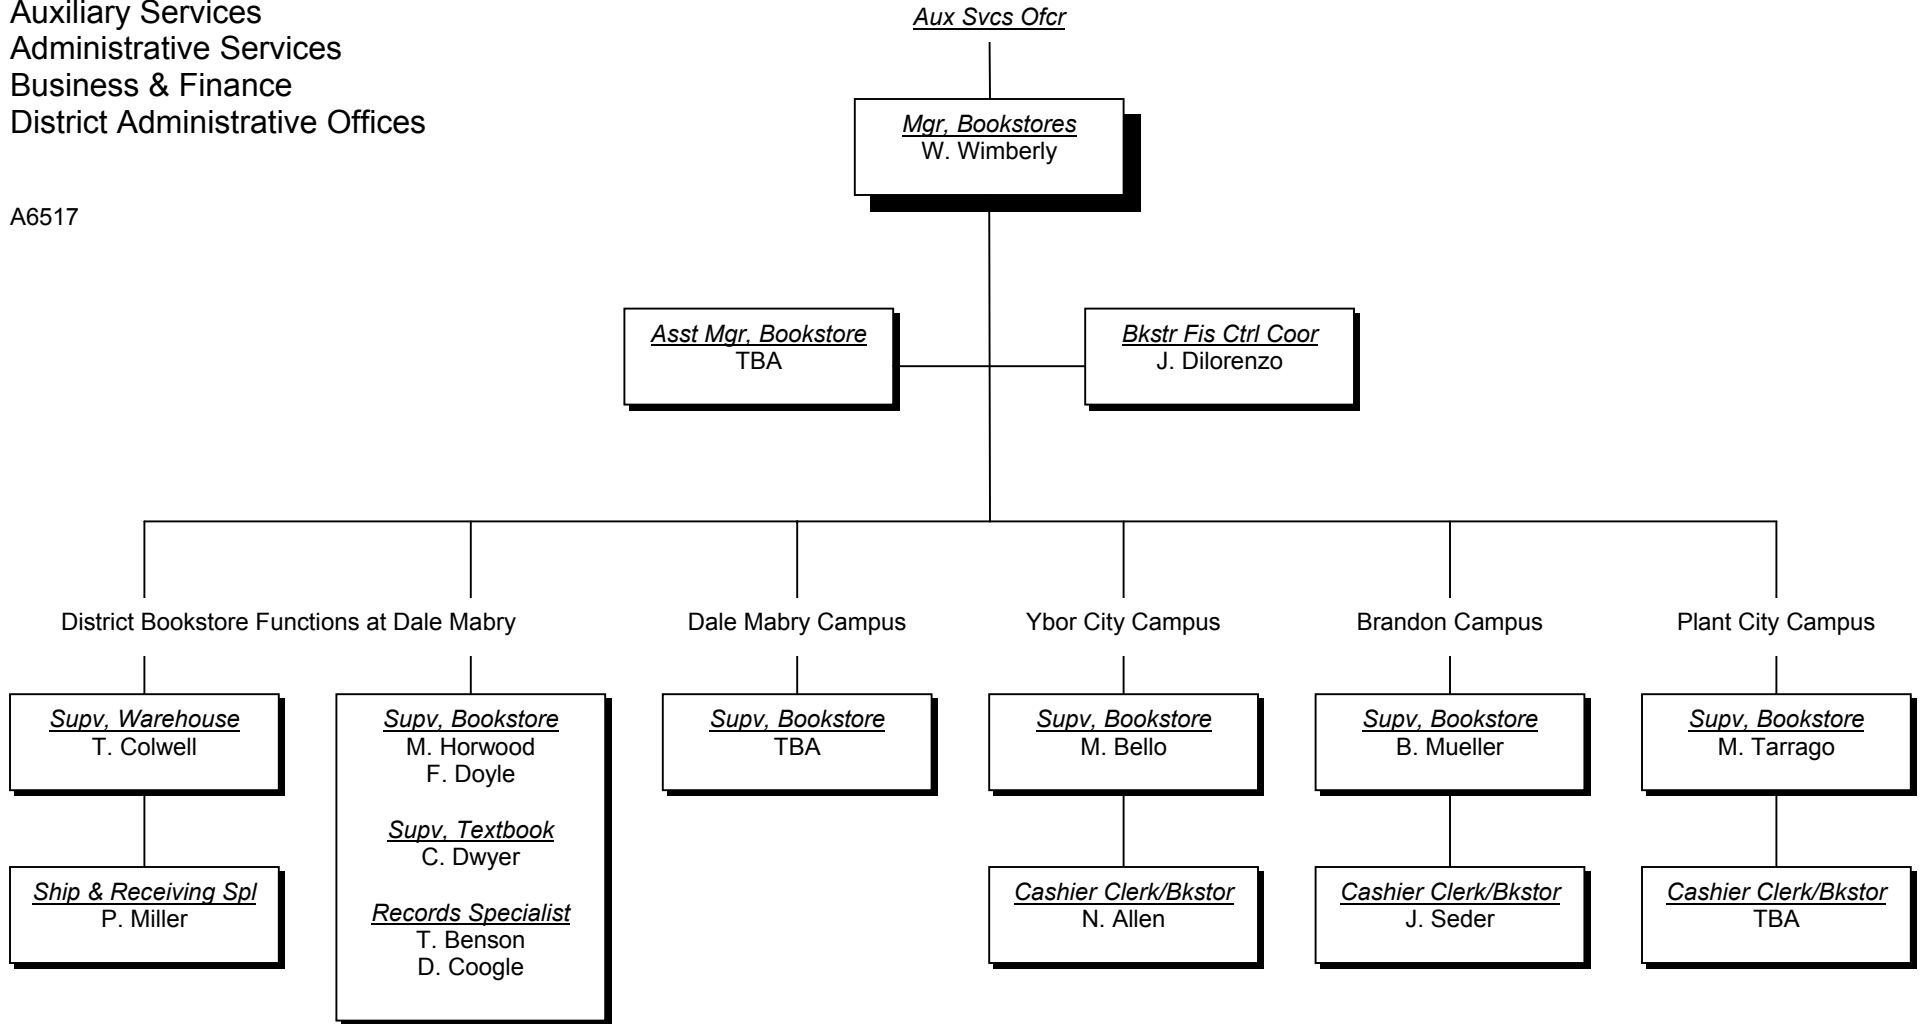 Auxiliary Services
Administrative Services
Business & Finance
District Administrative Offices
A6517
Aux Svcs Ofcr
Mgr, Bookstores
W. Wimberly
Asst Mgr, Bookstore
TBA
Bkstr Fis Ctrl Coor
J. Dilorenzo
District Bookstore Functions at Dale Mabry
Dale Mabry Campus
Ybor City Campus
Brandon Campus
Plant City Campus
Supv, Warehouse
T. Colwell
Ship & Receiving Spl
P. Miller
Supv, Bookstore
M. Horwood
F. Doyle
Supv, Textbook
C. Dwyer
Records Specialist
T. Benson
D. Coogle
Supv, Bookstore
TBA
Supv, Bookstore
M. Bello
Cashier Clerk/Bkstor
N. Allen
Supv, Bookstore
B. Mueller
Cashier Clerk/Bkstor
J. Seder
Supv, Bookstore
M. Tarrago
Cashier Clerk/Bkstor
TBA